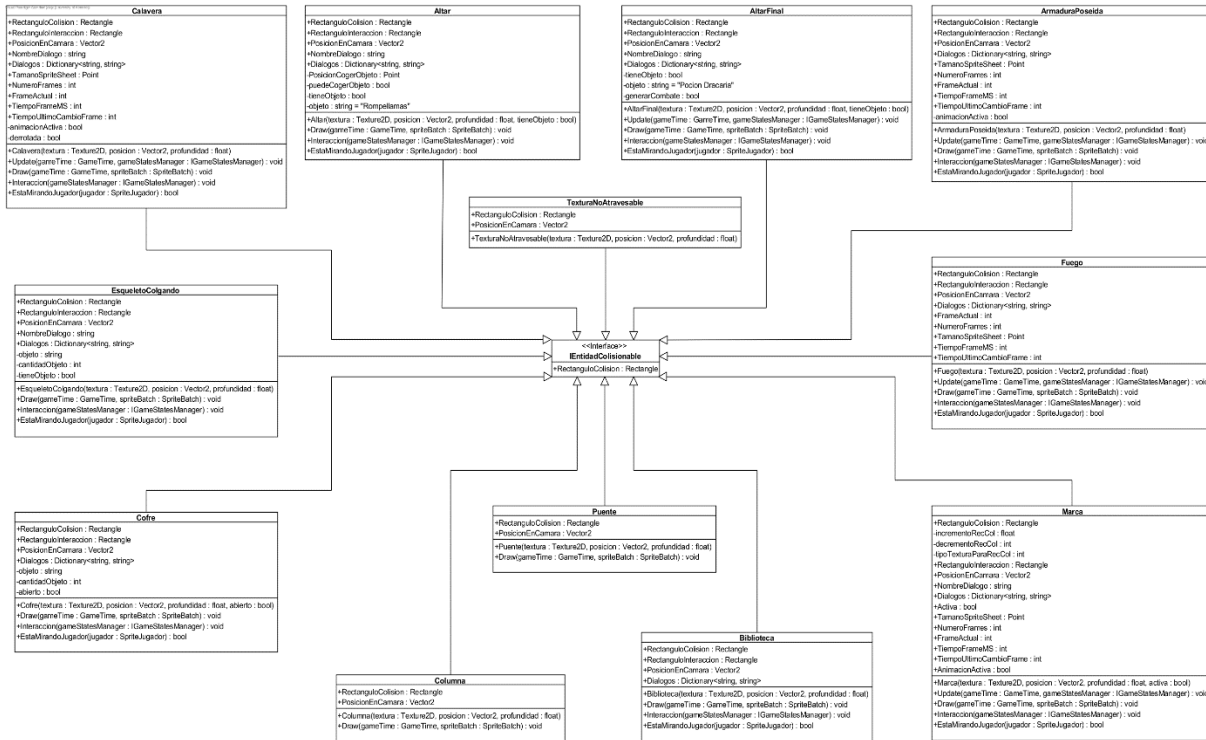 Calavera
+RectanguloColision : Rectangle
+RectanguloInteraccion : Rectangle
+PosicionEnCamara : Vector2
+NombreDialogo : string
+Dialogos : Dictionary<string, string>
+TamanoSpriteSheet : Point
+NumeroFrames : int
+FrameActual : int
+TiempoFrameMS : int
+TiempoUltimoCambioFrame : int
-animacionActiva : bool
-derrotada : bool
+Calavera(textura : Texture2D, posicion : Vector2, profundidad : float)
+Update(gameTime : GameTime, gameStatesManager : IGameStatesManager) : void
+Draw(gameTime : GameTime, spriteBatch : SpriteBatch) : void
+Interaccion(gameStatesManager : IGameStatesManager) : void
+EstaMirandoJugador(jugador : SpriteJugador) : bool
Altar
+RectanguloColision : Rectangle
+RectanguloInteraccion : Rectangle
+PosicionEnCamara : Vector2
+NombreDialogo : string
+Dialogos : Dictionary<string, string>
-PosicionCogerObjeto : Point
-puedeCogerObjeto : bool
-tieneObjeto : bool
-objeto : string = "Rompellamas"
+Altar(textura : Texture2D, posicion : Vector2, profundidad : float, tieneObjeto : bool)
+Draw(gameTime : GameTime, spriteBatch : SpriteBatch) : void
+Interaccion(gameStatesManager : IGameStatesManager) : void
+EstaMirandoJugador(jugador : SpriteJugador) : bool
AltarFinal
+RectanguloColision : Rectangle
+RectanguloInteraccion : Rectangle
+PosicionEnCamara : Vector2
+NombreDialogo : string
+Dialogos : Dictionary<string, string>
-tieneObjeto : bool
-objeto : string = "Pocion Dracaria"
-generarCombate : bool
+AltarFinal(textura : Texture2D, posicion : Vector2, profundidad : float, tieneObjeto : bool)
+Update(gameTime : GameTime, gameStatesManager : IGameStatesManager) : void
+Draw(gameTime : GameTime, spriteBatch : SpriteBatch) : void
+Interaccion(gameStatesManager : IGameStatesManager) : void
+EstaMirandoJugador(jugador : SpriteJugador) : bool
ArmaduraPoseida
+RectanguloColision : Rectangle
+RectanguloInteraccion : Rectangle
+PosicionEnCamara : Vector2
+Dialogos : Dictionary<string, string>
+TamanoSpriteSheet : Point
+NumeroFrames : int
+FrameActual : int
+TiempoFrameMS : int
+TiempoUltimoCambioFrame : int
-animacionActiva : bool
+ArmaduraPoseida(textura : Texture2D, posicion : Vector2, profundidad : float)
+Update(gameTime : GameTime, gameStatesManager : IGameStatesManager) : void
+Draw(gameTime : GameTime, spriteBatch : SpriteBatch) : void
+Interaccion(gameStatesManager : IGameStatesManager) : void
+EstaMirandoJugador(jugador : SpriteJugador) : bool
TexturaNoAtravesable
+RectanguloColision : Rectangle
+PosicionEnCamara : Vector2
+TexturaNoAtravesable(textura : Texture2D, posicion : Vector2, profundidad : float)
EsqueletoColgando
+RectanguloColision : Rectangle
+RectanguloInteraccion : Rectangle
+PosicionEnCamara : Vector2
+NombreDialogo : string
+Dialogos : Dictionary<string, string>
-objeto : string
-cantidadObjeto : int
-tieneObjeto : bool
+EsqueletoColgando(textura : Texture2D, posicion : Vector2, profundidad : float)
+Draw(gameTime : GameTime, spriteBatch : SpriteBatch) : void
+Interaccion(gameStatesManager : IGameStatesManager) : void
+EstaMirandoJugador(jugador : SpriteJugador) : bool
<<Interface>>
IEntidadColisionable
+RectanguloColision : Rectangle
Fuego
+RectanguloColision : Rectangle
+RectanguloInteraccion : Rectangle
+PosicionEnCamara : Vector2
+Dialogos : Dictionary<string, string>
+FrameActual : int
+NumeroFrames : int
+TamanoSpriteSheet : Point
+TiempoFrameMS : int
+TiempoUltimoCambioFrame : int
+Fuego(textura : Texture2D, posicion : Vector2, profundidad : float)
+Update(gameTime : GameTime, gameStatesManager : IGameStatesManager) : void
+Draw(gameTime : GameTime, spriteBatch : SpriteBatch) : void
+Interaccion(gameStatesManager : IGameStatesManager) : void
+EstaMirandoJugador(jugador : SpriteJugador) : bool
Cofre
+RectanguloColision : Rectangle
+RectanguloInteraccion : Rectangle
+PosicionEnCamara : Vector2
+Dialogos : Dictionary<string, string>
-objeto : string
-cantidadObjeto : int
-abierto : bool
+Cofre(textura : Texture2D, posicion : Vector2, profundidad : float, abierto : bool)
+Draw(gameTime : GameTime, spriteBatch : SpriteBatch) : void
+Interaccion(gameStatesManager : IGameStatesManager) : void
+EstaMirandoJugador(jugador : SpriteJugador) : bool
Puente
+RectanguloColision : Rectangle
+PosicionEnCamara : Vector2
+Puente(textura : Texture2D, posicion : Vector2, profundidad : float)
+Draw(gameTime : GameTime, spriteBatch : SpriteBatch) : void
Marca
+RectanguloColision : Rectangle
-incrementoRecCol : float
-decrementoRecCol : int
-tipoTexturaParaRecCol : int
+RectanguloInteraccion : Rectangle
+PosicionEnCamara : Vector2
+NombreDialogo : string
+Dialogos : Dictionary<string, string>
+Activa : bool
+TamanoSpriteSheet : Point
+NumeroFrames : int
+FrameActual : int
+TiempoFrameMS : int
+TiempoUltimoCambioFrame : int
+AnimacionActiva : bool
+Marca(textura : Texture2D, posicion : Vector2, profundidad : float, activa : bool)
+Update(gameTime : GameTime, gameStatesManager : IGameStatesManager) : void
+Draw(gameTime : GameTime, spriteBatch : SpriteBatch) : void
+Interaccion(gameStatesManager : IGameStatesManager) : void
+EstaMirandoJugador(jugador : SpriteJugador) : bool
Columna
+RectanguloColision : Rectangle
+PosicionEnCamara : Vector2
+Columna(textura : Texture2D, posicion : Vector2, profundidad : float)
+Draw(gameTime : GameTime, spriteBatch : SpriteBatch) : void
Biblioteca
+RectanguloColision : Rectangle
+RectanguloInteraccion : Rectangle
+PosicionEnCamara : Vector2
+Dialogos : Dictionary<string, string>
+Biblioteca(textura : Texture2D, posicion : Vector2, profundidad : float)
+Draw(gameTime : GameTime, spriteBatch : SpriteBatch) : void
+Interaccion(gameStatesManager : IGameStatesManager) : void
+EstaMirandoJugador(jugador : SpriteJugador) : bool